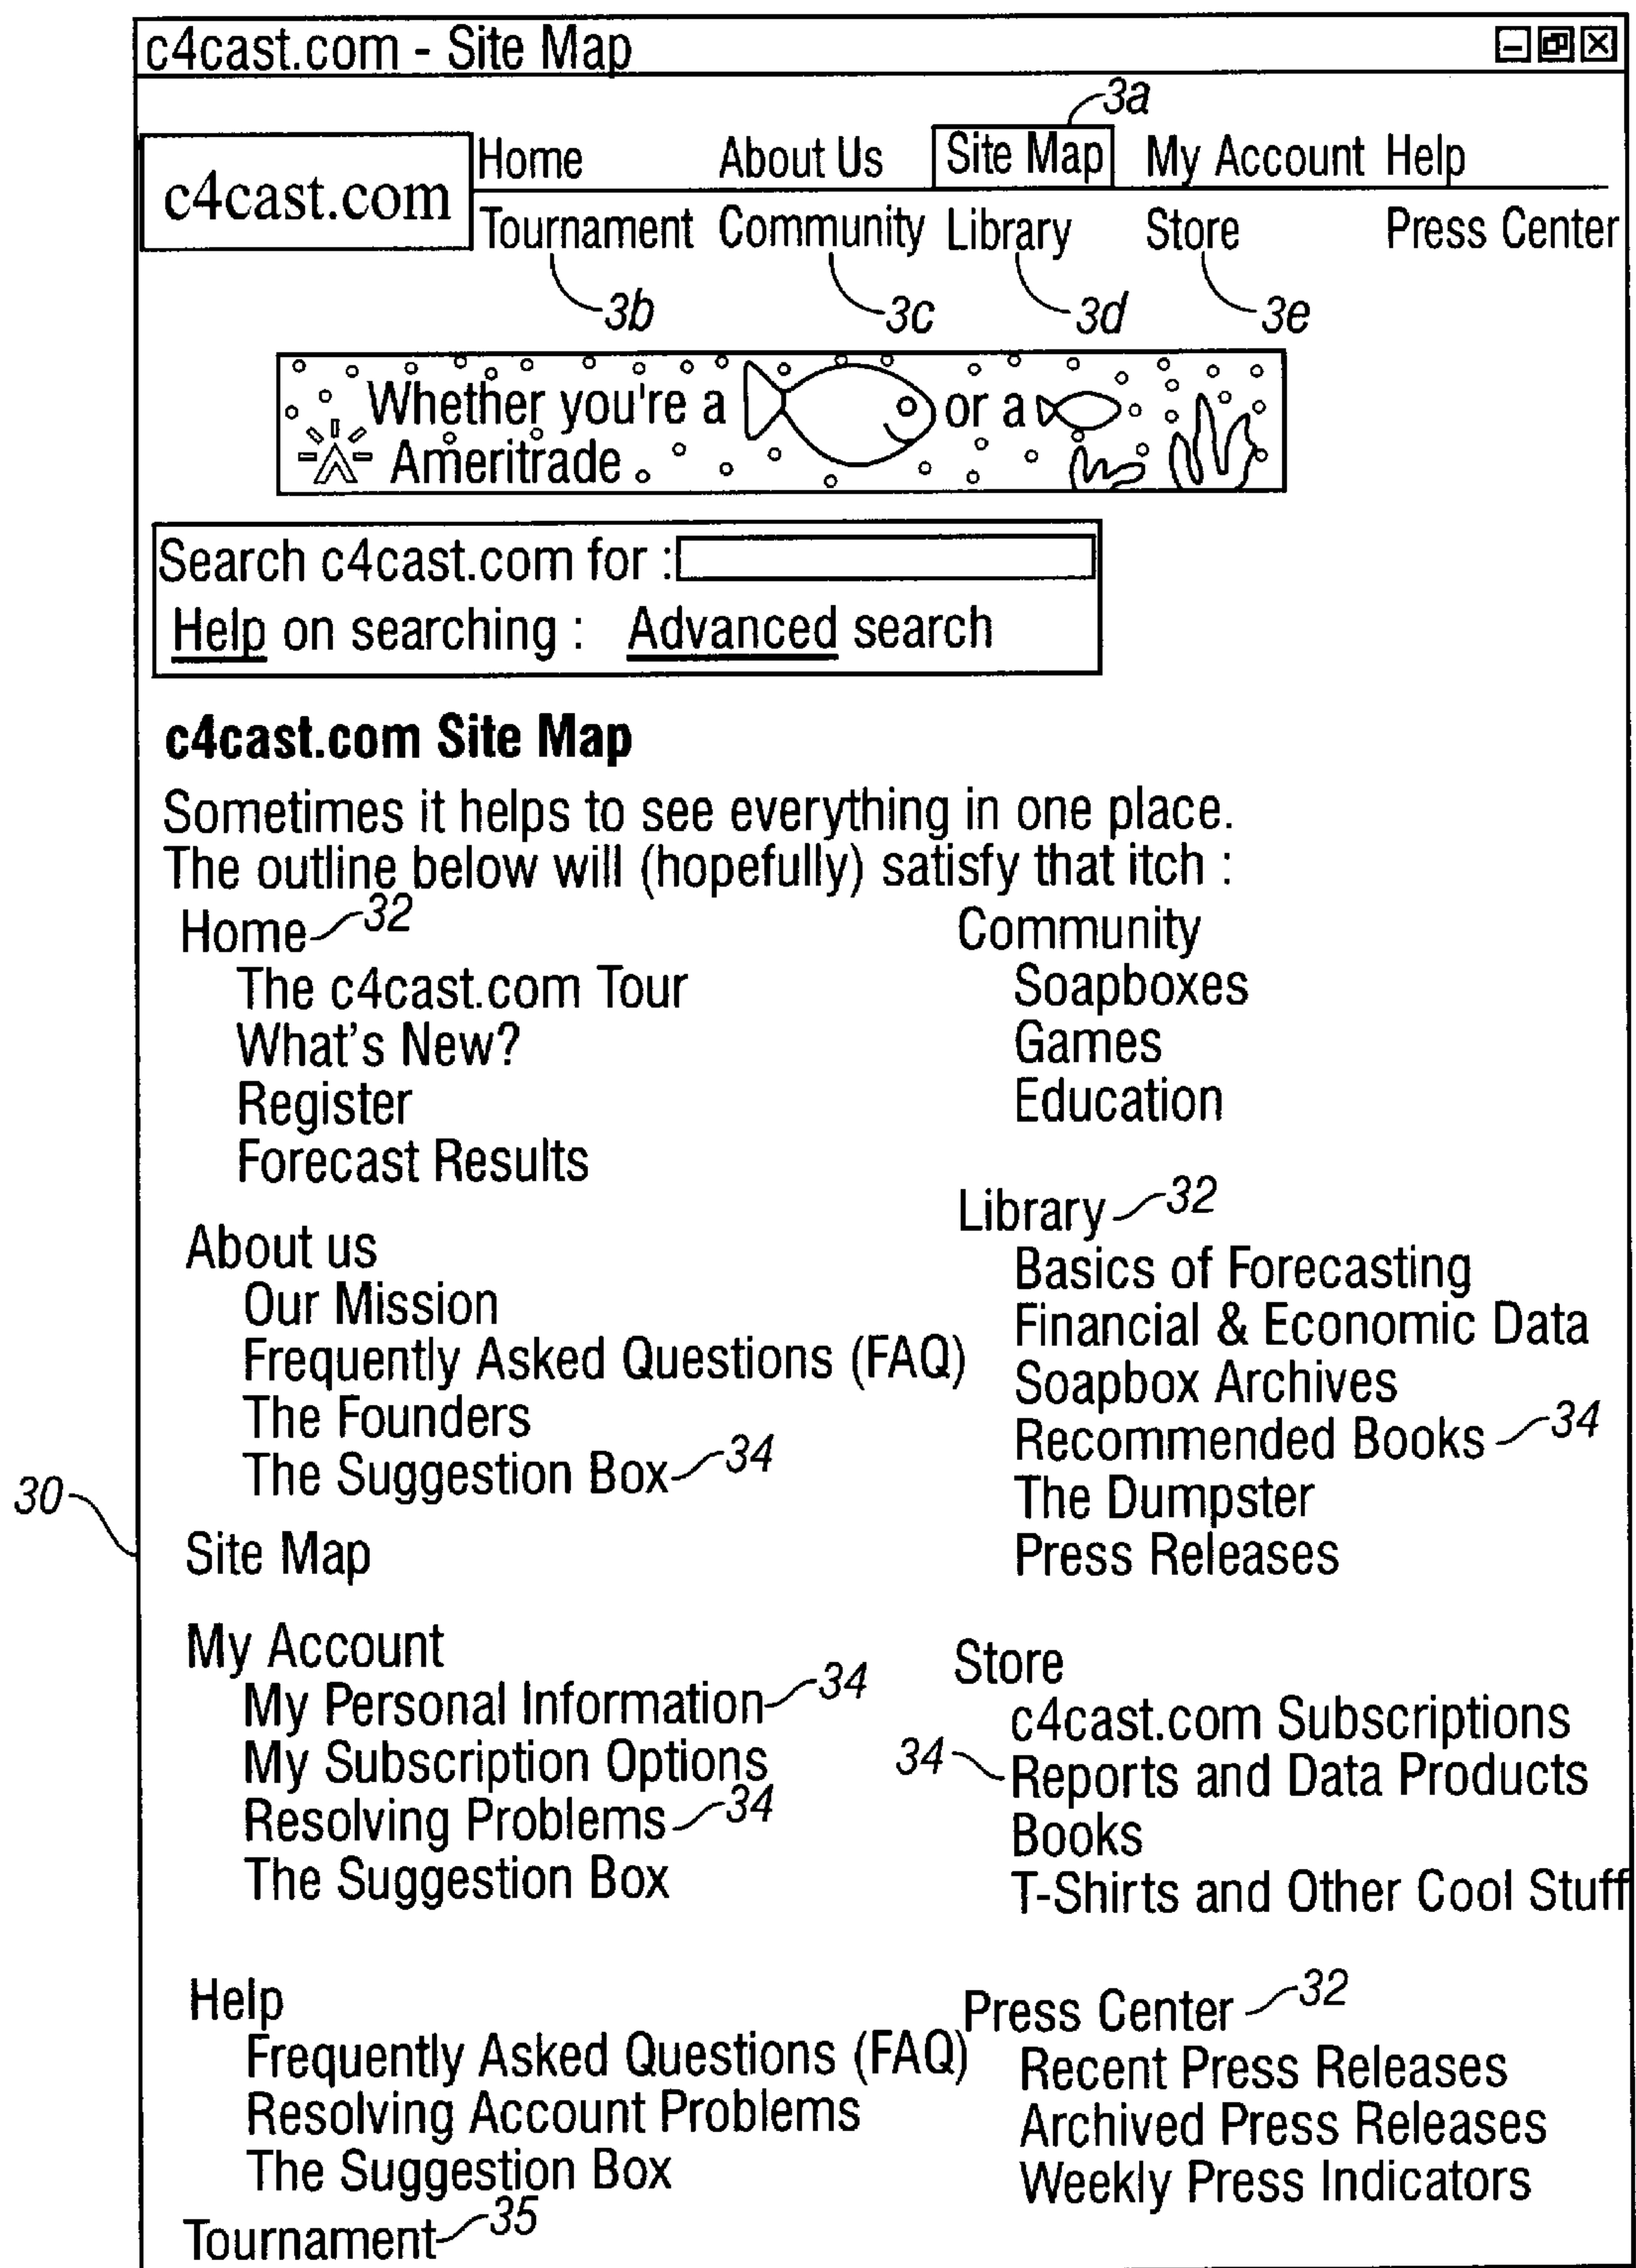 c4cast.com - Site Map
3a
c4cast.com
Home About Us Site Map My Account Help
Tournament Community Library Store Press Center
3b 3c 3d 3e
Whether you're a or a
Ameritrade
Search c4cast.com for :
Help on searching : Advanced search
c4cast.com Site Map
Sometimes it helps to see everything in one place.
The outline below will (hopefully) satisfy that itch :
Home 32
The c4cast.com Tour
What's New?
Register
Forecast Results
About us
Our Mission
Frequently Asked Questions (FAQ)
The Founders
The Suggestion Box 34
30
Site Map
My Account
My Personal Information 34
My Subscription Options
Resolving Problems 34
The Suggestion Box
Help
Frequently Asked Questions (FAQ)
Resolving Account Problems
The Suggestion Box
Tournament 35
Community
Soapboxes
Games
Education
Library 32
Basics of Forecasting
Financial & Economic Data
Soapbox Archives
Recommended Books 34
The Dumpster
Press Releases
Store
c4cast.com Subscriptions
34 Reports and Data Products
Books
T-Shirts and Other Cool Stuff
Press Center 32
Recent Press Releases
Archived Press Releases
Weekly Press Indicators